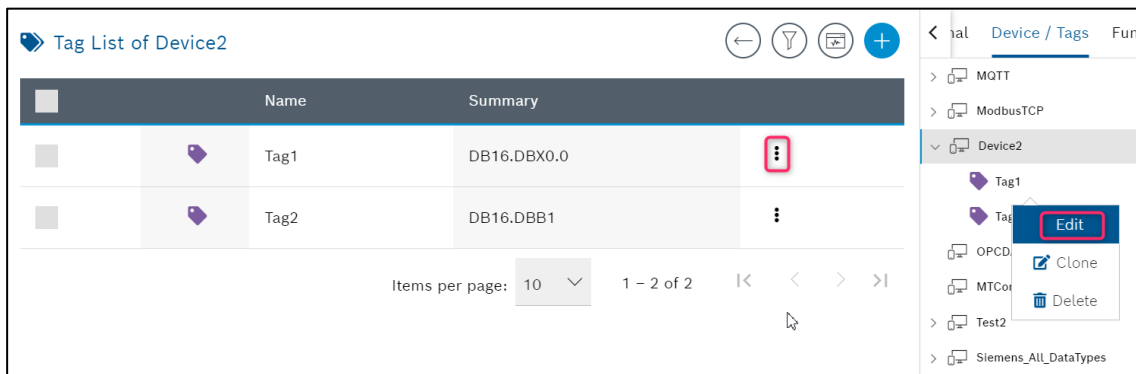 Tag List of Device2
Name Summary
Tag1 DB16.DBX0.0
Tag2 DB16.DBB1
Items per page: 10 1 – 2 of 2
Device / Tags
MQTT
ModbusTCP
Device2
Tag1
Edit
Clone
Delete
Test2
Siemens_All_DataTypes